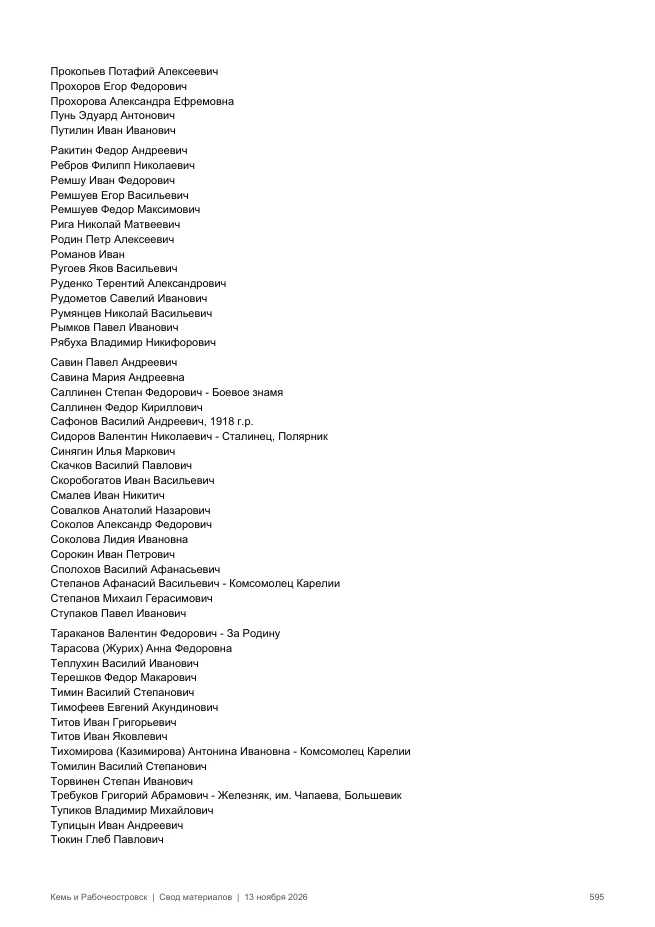 Прокопьев Потафий Алексеевич
Прохоров Егор Федорович
Прохорова Александра Ефремовна
Пунь Эдуард Антонович
Путилин Иван Иванович
Ракитин Федор Андреевич
Ребров Филипп Николаевич
Ремшу Иван Федорович
Ремшуев Егор Васильевич
Ремшуев Федор Максимович
Рига Николай Матвеевич
Родин Петр Алексеевич
Романов Иван
Ругоев Яков Васильевич
Руденко Терентий Александрович
Рудометов Савелий Иванович
Румянцев Николай Васильевич
Рымков Павел Иванович
Рябуха Владимир Никифорович
Савин Павел Андреевич
Савина Мария Андреевна
Саллинен Степан Федорович - Боевое знамя
Саллинен Федор Кириллович
Сафонов Василий Андреевич, 1918 г.р.
Сидоров Валентин Николаевич - Сталинец, Полярник
Синягин Илья Маркович
Скачков Василий Павлович
Скоробогатов Иван Васильевич
Смалев Иван Никитич
Совалков Анатолий Назарович
Соколов Александр Федорович
Соколова Лидия Ивановна
Сорокин Иван Петрович
Сполохов Василий Афанасьевич
Степанов Афанасий Васильевич - Комсомолец Карелии
Степанов Михаил Герасимович
Ступаков Павел Иванович
Тараканов Валентин Федорович - За Родину
Тарасова (Журих) Анна Федоровна
Теплухин Василий Иванович
Терешков Федор Макарович
Тимин Василий Степанович
Тимофеев Евгений Акундинович
Титов Иван Григорьевич
Титов Иван Яковлевич
Тихомирова (Казимирова) Антонина Ивановна - Комсомолец Карелии
Томилин Василий Степанович
Торвинен Степан Иванович
Требуков Григорий Абрамович - Железняк, им. Чапаева, Большевик
Тупиков Владимир Михайлович
Тупицын Иван Андреевич
Тюкин Глеб Павлович
Кемь и Рабочеостровск | Свод материалов | 13 ноября 2026 595